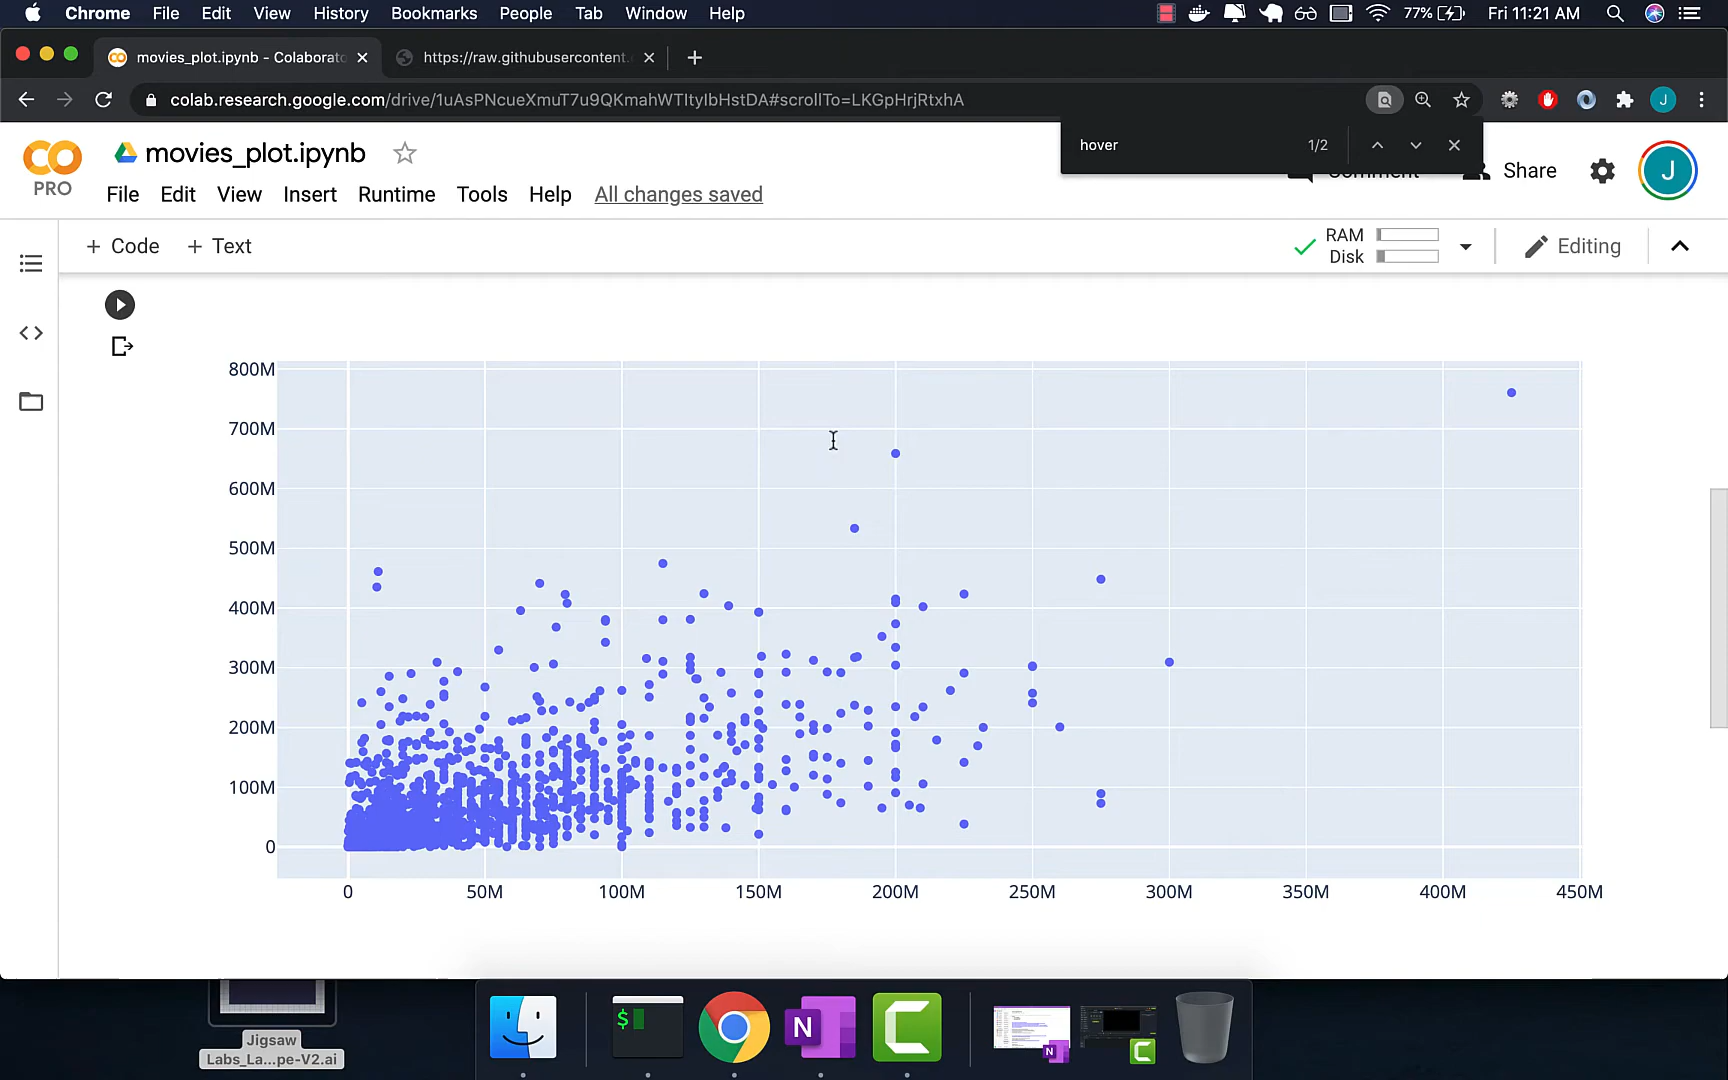 Chrome File Edit View History Bookmarks People Tab Window Help 77% Fri 11:21 AM
movies_plot.ipynb - Colaborato https://raw.githubusercontent.
colab.research.google.com/drive/1uAsPNcueXmuT7u9QKmahWTItyIbHstDA#scrollTo=LKGpHrjRtxhA J
hover 1/2
PRO movies_plot.ipynb
Comment Share J
File Edit View Insert Runtime Tools Help All changes saved
+ Code + Text RAM Disk Editing
800M
700M
600M
500M
400M
300M
200M
100M
0
0 50M 100M 150M 200M 250M 300M 350M 400M 450M
$ N C N C
Jigsaw
Labs_La...pe-V2.ai